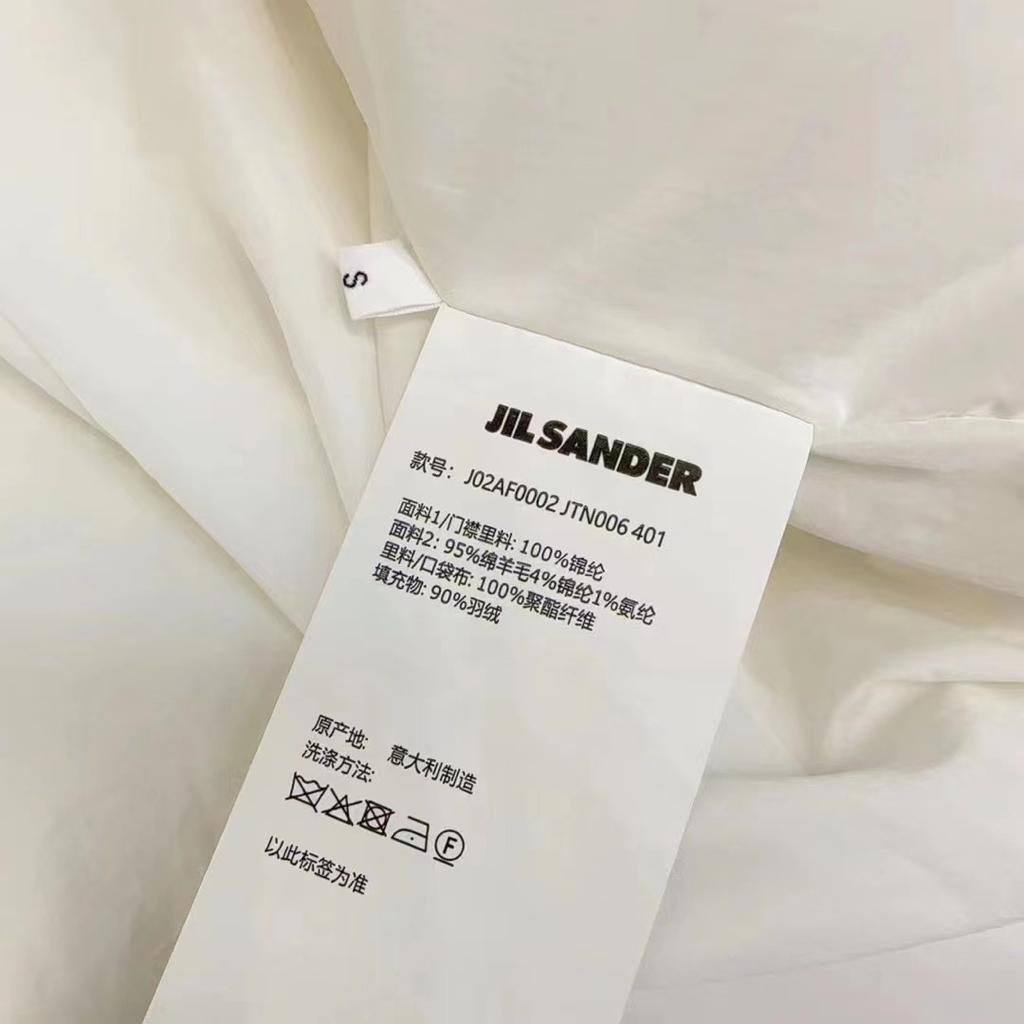 S
JIL SANDER
款号: J02AF0002 JTN006 401
面料1/门襟里料: 100%锦纶
面料2: 95%绵羊毛4%锦纶1%氨纶
里料/口袋布: 100%聚酯纤维
填充物: 90%羽绒
原产地: 意大利制造
洗涤方法:
F
以此标签为准